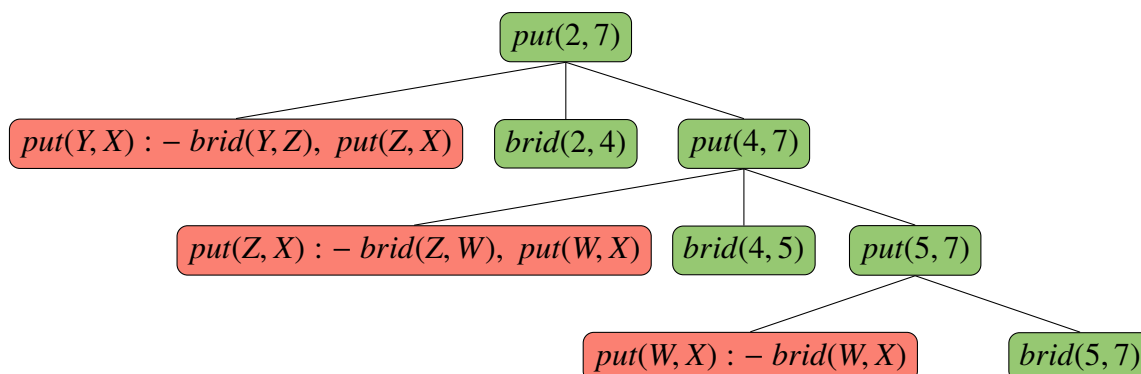 put(2, 7)
put(Y, X) : − brid(Y, Z), put(Z, X)
brid(2, 4)
put(4, 7)
put(Z, X) : − brid(Z, W), put(W, X)
brid(4, 5)
put(5, 7)
put(W, X) : − brid(W, X)
brid(5, 7)